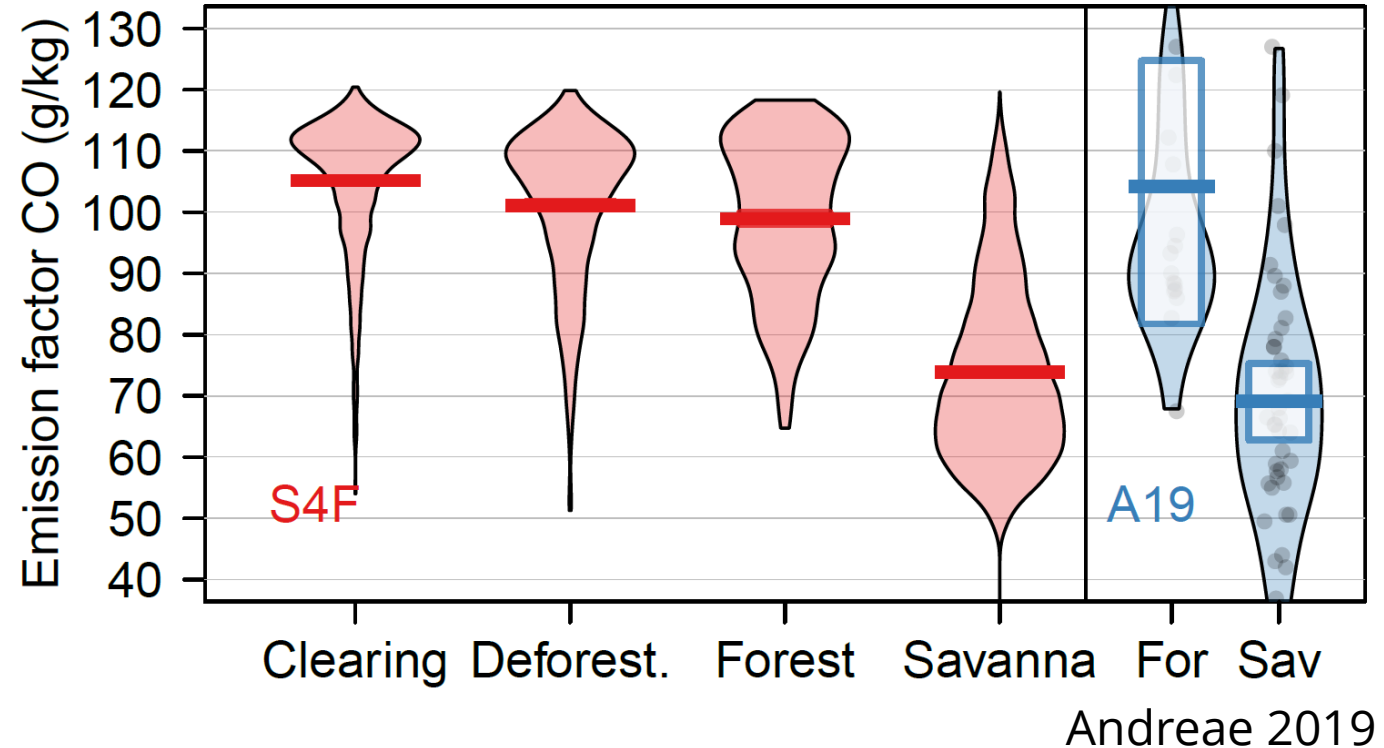 Emission factor CO (g/kg)
130
120
110
100
90
80
70
60
50
40
S4F
A19
Clearing Deforest. Forest Savanna For Sav
Andreae 2019